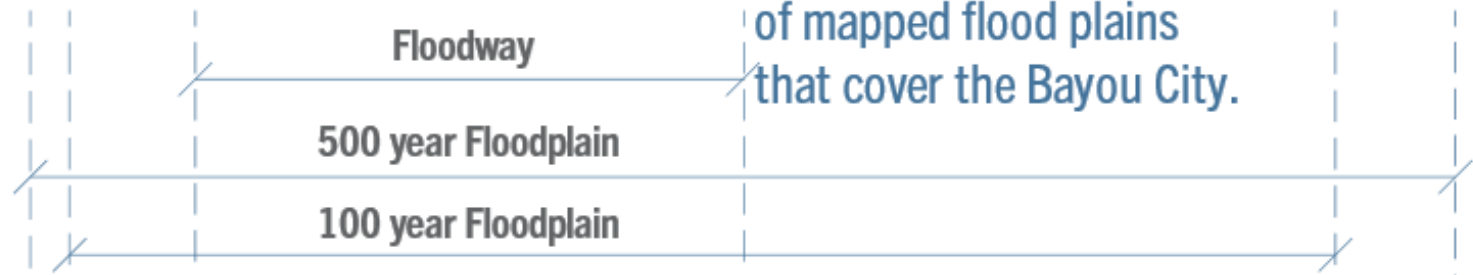 of mapped flood plains
Floodway
that cover the Bayou City.
500 year Floodplain
100 year Floodplain